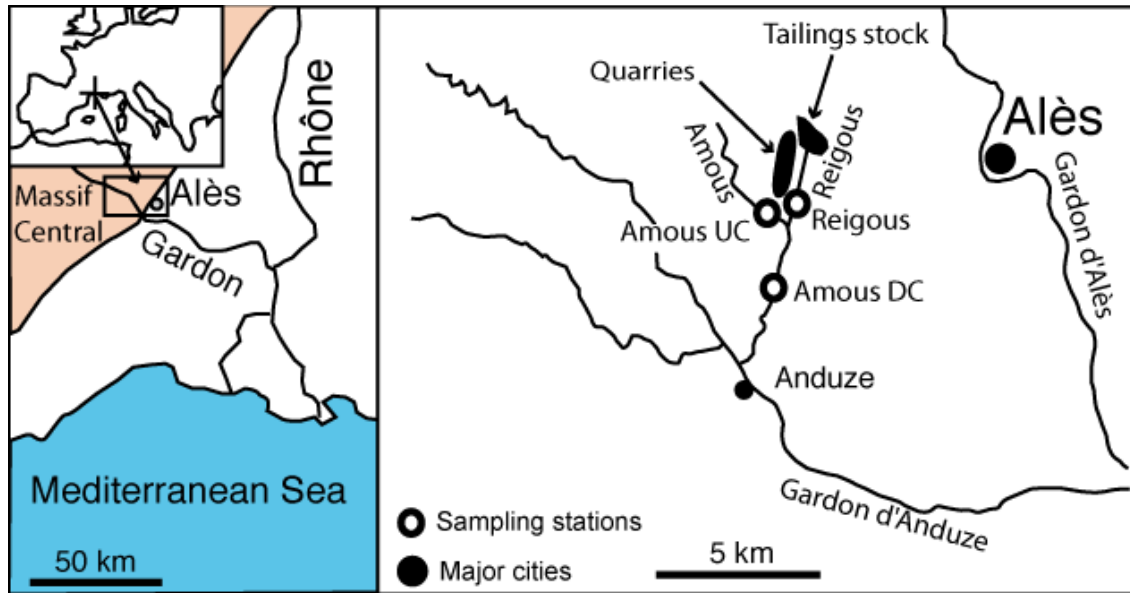 Rhône
Massif
Central
Alès
Gardon
Mediterranean Sea
50 km
Tailings stock
Quarries
Amous
Reigous
Amous UC
Reigous
Amous DC
Alès
Gardon d'Alès
Anduze
Gardon d'Anduze
Sampling stations
Major cities
5 km